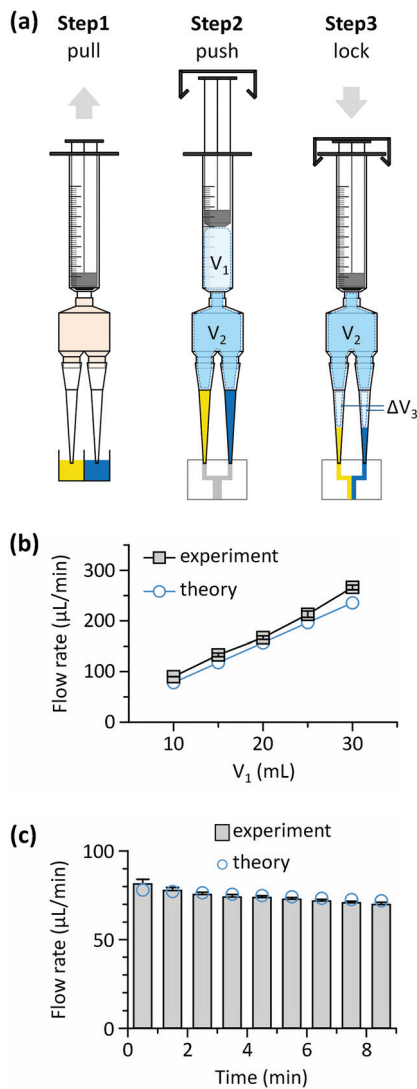 (a) Step1 Step2 Step3
pull push lock
V1
V2 V2
ΔV3
(b)
experiment
theory
Flow rate (µL/min)
300
200
100
0
10 20 30
V1 (mL)
(c)
experiment
theory
Flow rate (µL/min)
100
50
0
0 2 4 6 8
Time (min)